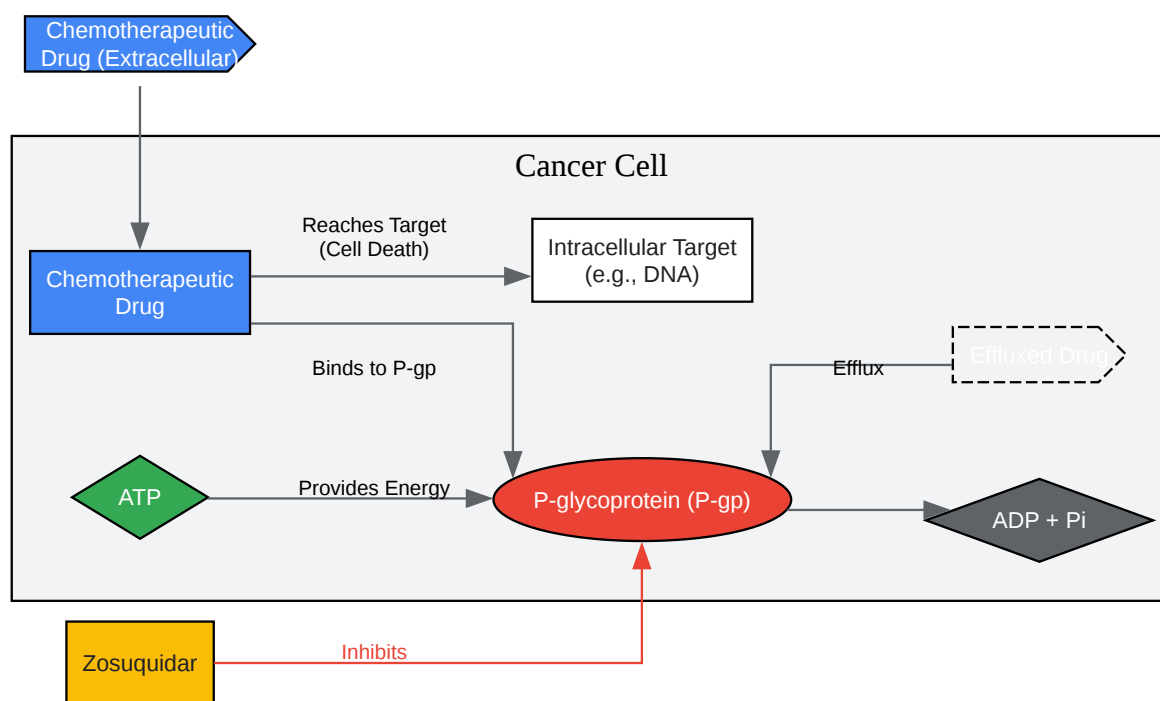 Chemotherapeutic
Drug (Extracellular)
Cancer Cell
Reaches Target
(Cell Death)
Intracellular Target
(e.g., DNA)
Chemotherapeutic
Drug
Binds to P-gp
Efflux
Effluxed Drug
ATP
Provides Energy
P-glycoprotein (P-gp)
ADP + Pi
Zosuquidar
Inhibits